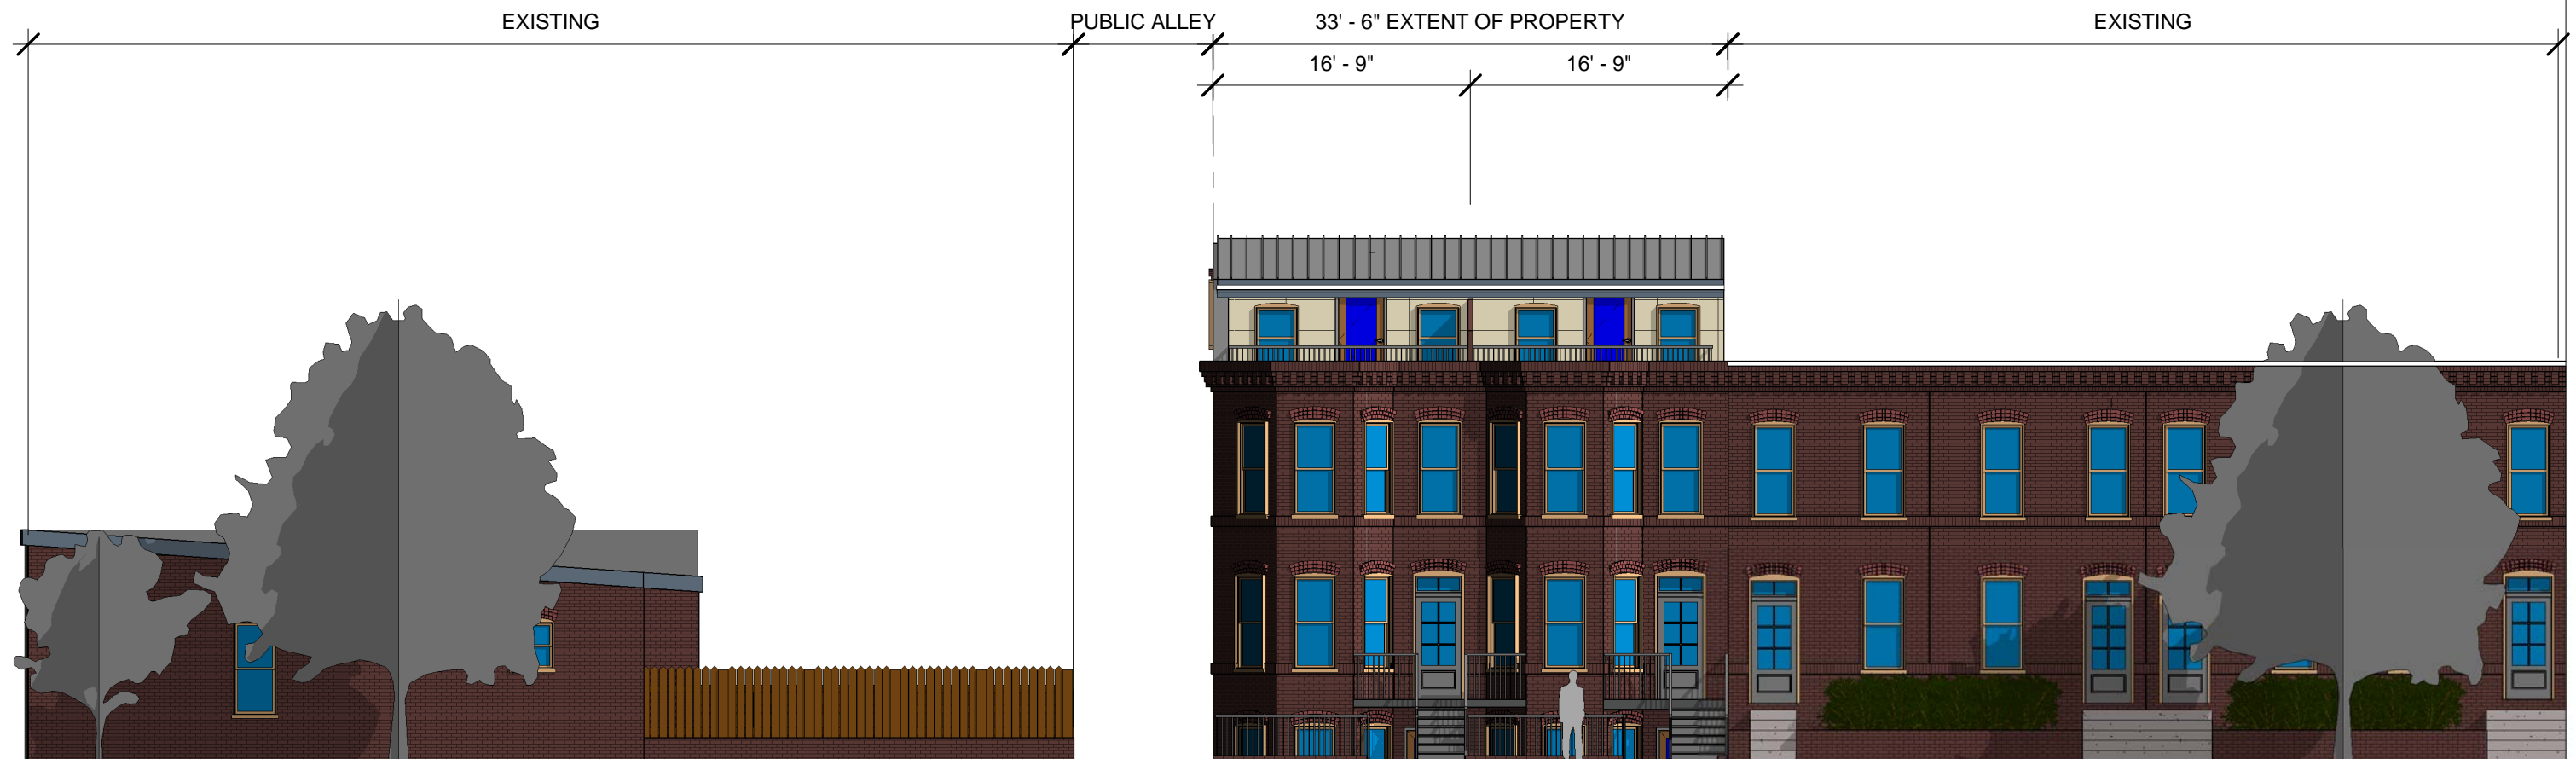 EXISTING
PUBLIC ALLEY
33' - 6" EXTENT OF PROPERTY
EXISTING
16' - 9"
16' - 9"